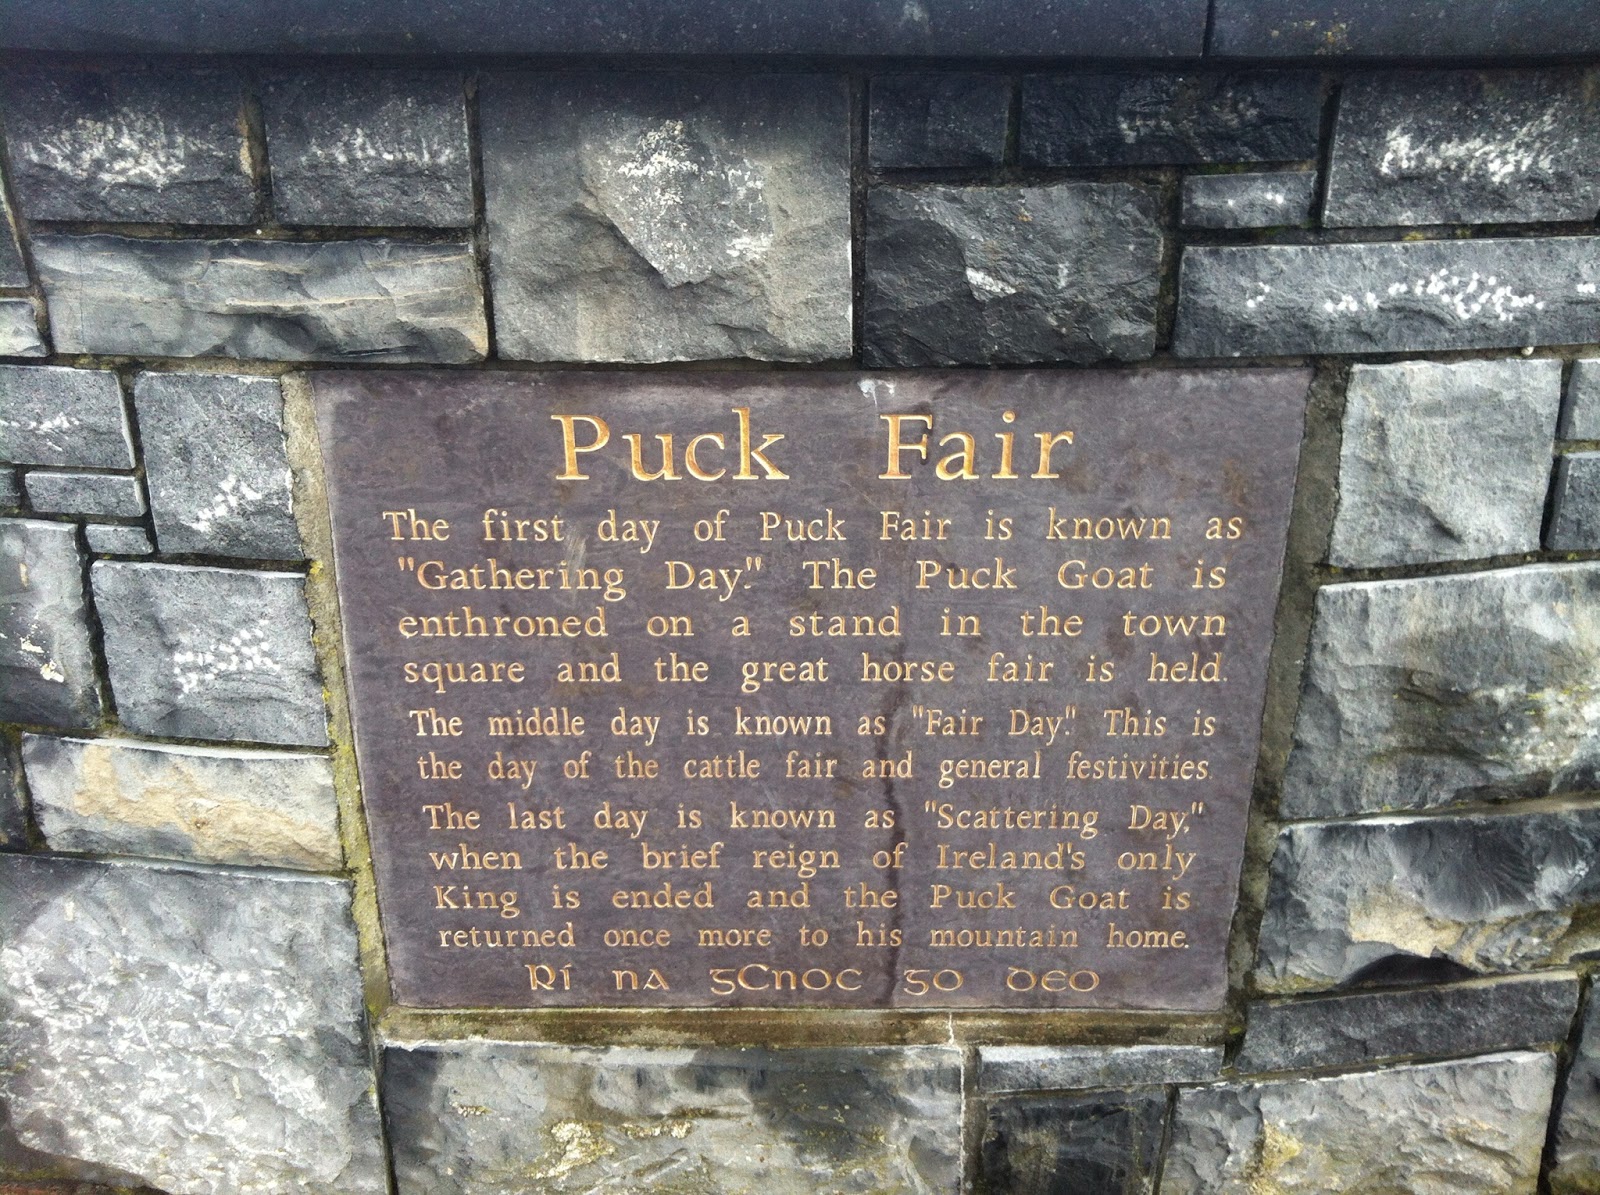 Puck Fair
The first day of Puck Fair is known as
"Gathering Day." The Puck Goat is
enthroned on a stand in the town
square and the great horse fair is held.
The middle day is known as "Fair Day." This is
the day of the cattle fair and general festivities.
The last day is known as "Scattering Day,"
when the brief reign of Ireland's only
King is ended and the Puck Goat is
returned once more to his mountain home.
Rí na gCnoc go deo